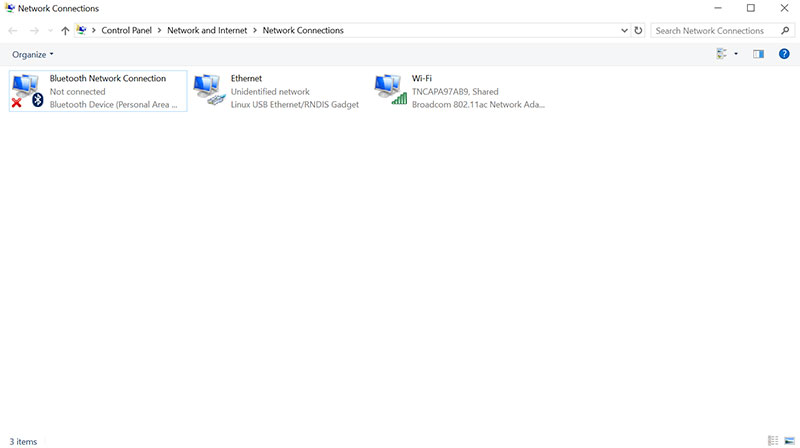 Network Connections
Control Panel > Network and Internet > Network Connections
Search Network Connections
Organize
Bluetooth Network Connection
Not connected
Bluetooth Device (Personal Area ...
Ethernet
Unidentified network
Linux USB Ethernet/RNDIS Gadget
Wi-Fi
TNCAPA97AB9, Shared
Broadcom 802.11ac Network Ada...
3 items